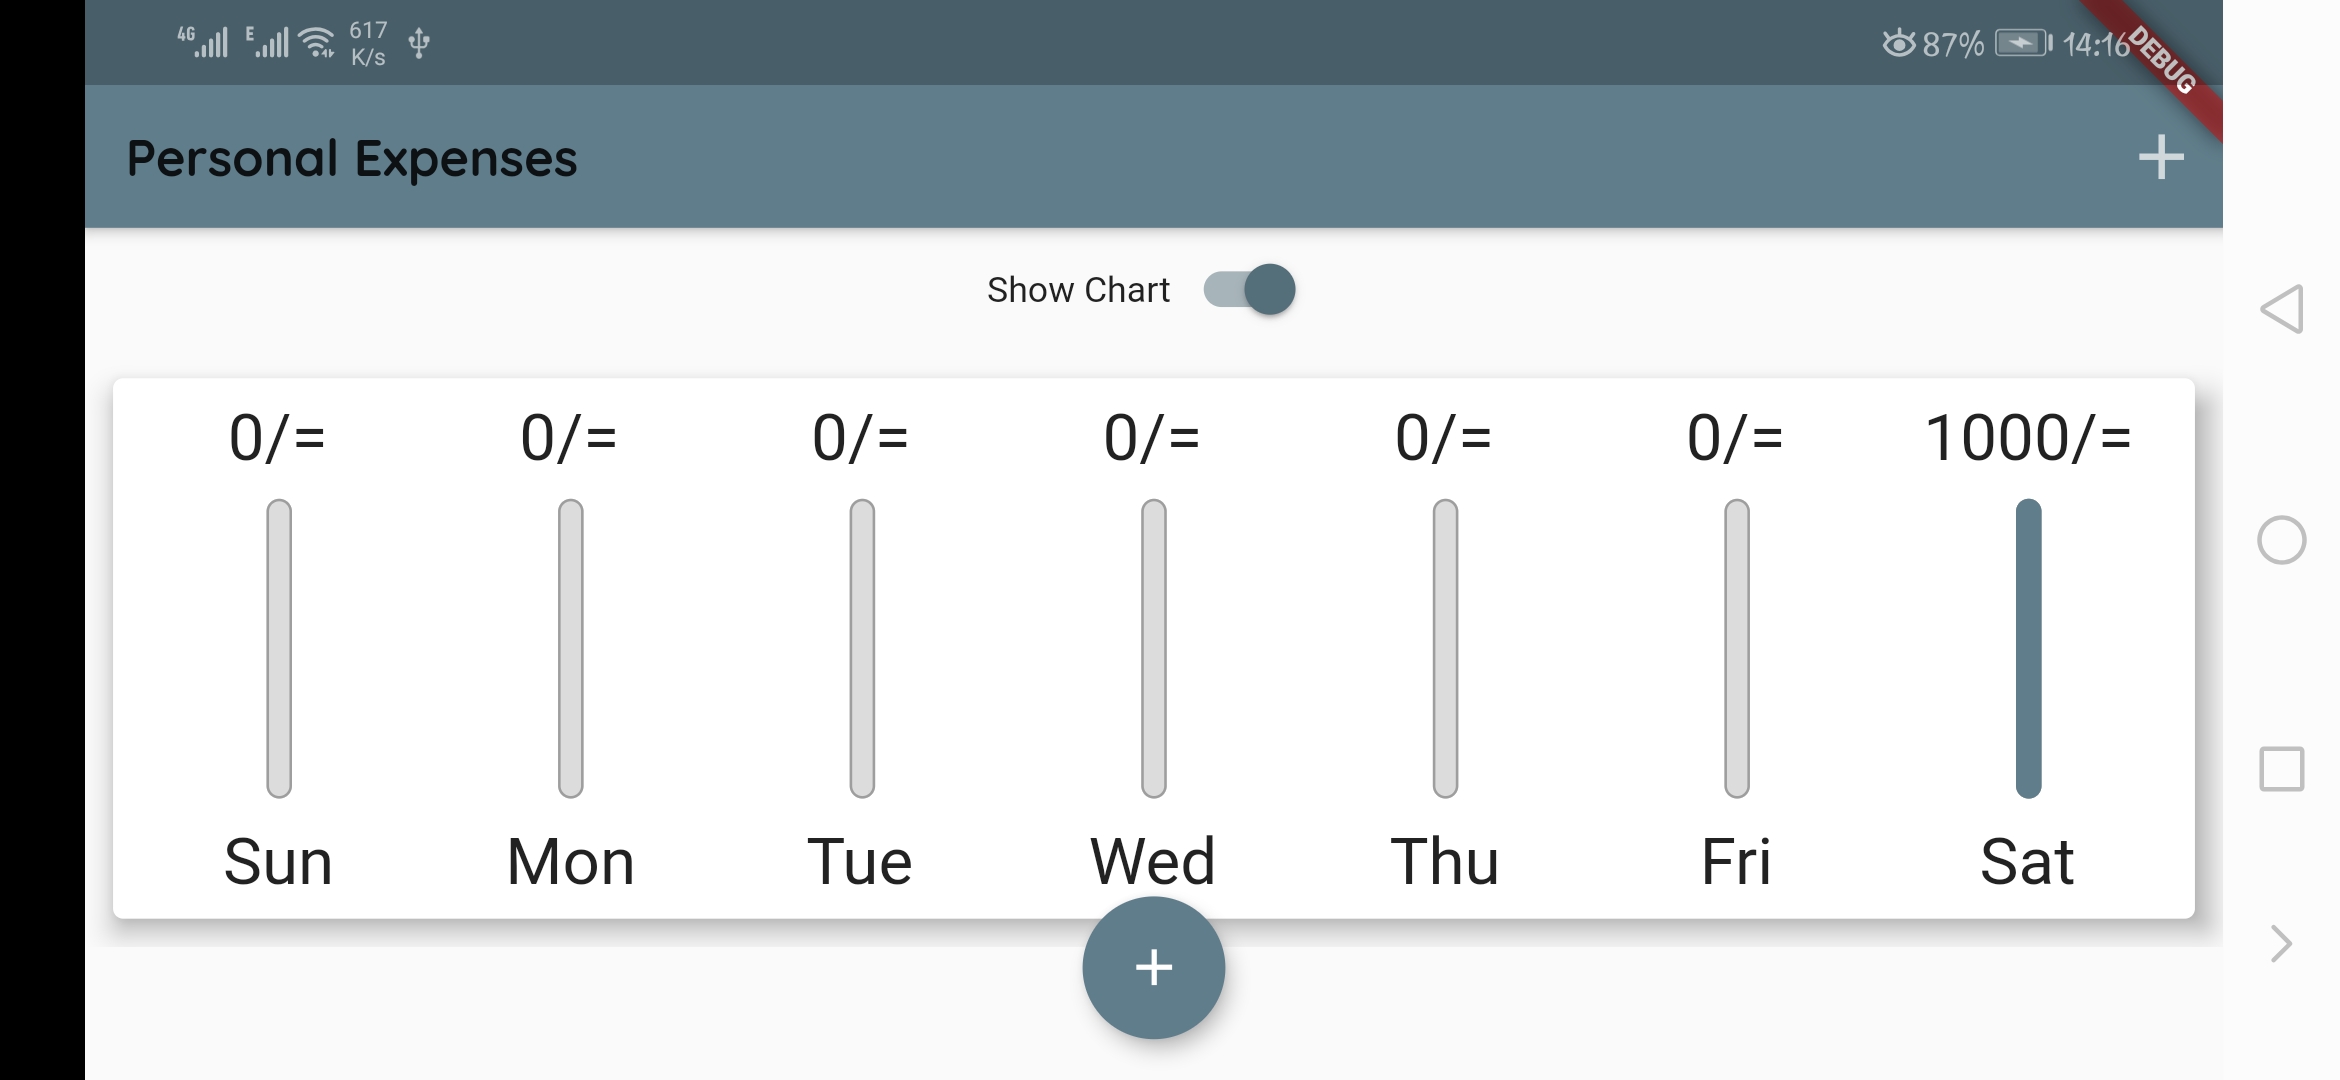 4G E 617 K/s 87% 14:16
DEBUG
Personal Expenses
Show Chart
0/= 0/= 0/= 0/= 0/= 0/= 1000/=
Sun Mon Tue Wed Thu Fri Sat